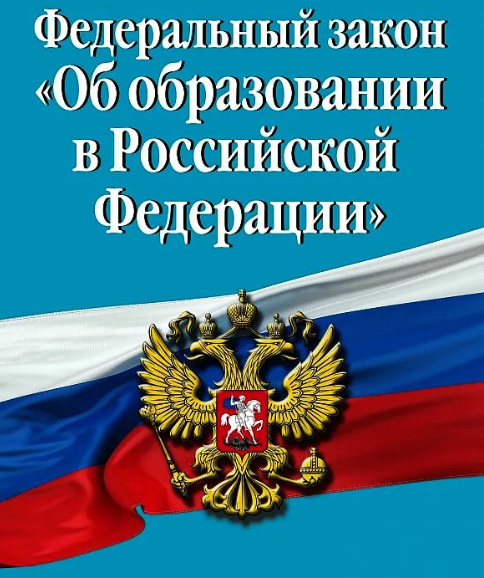 Федеральный закон
«Об образовании
в Российской
Федерации»